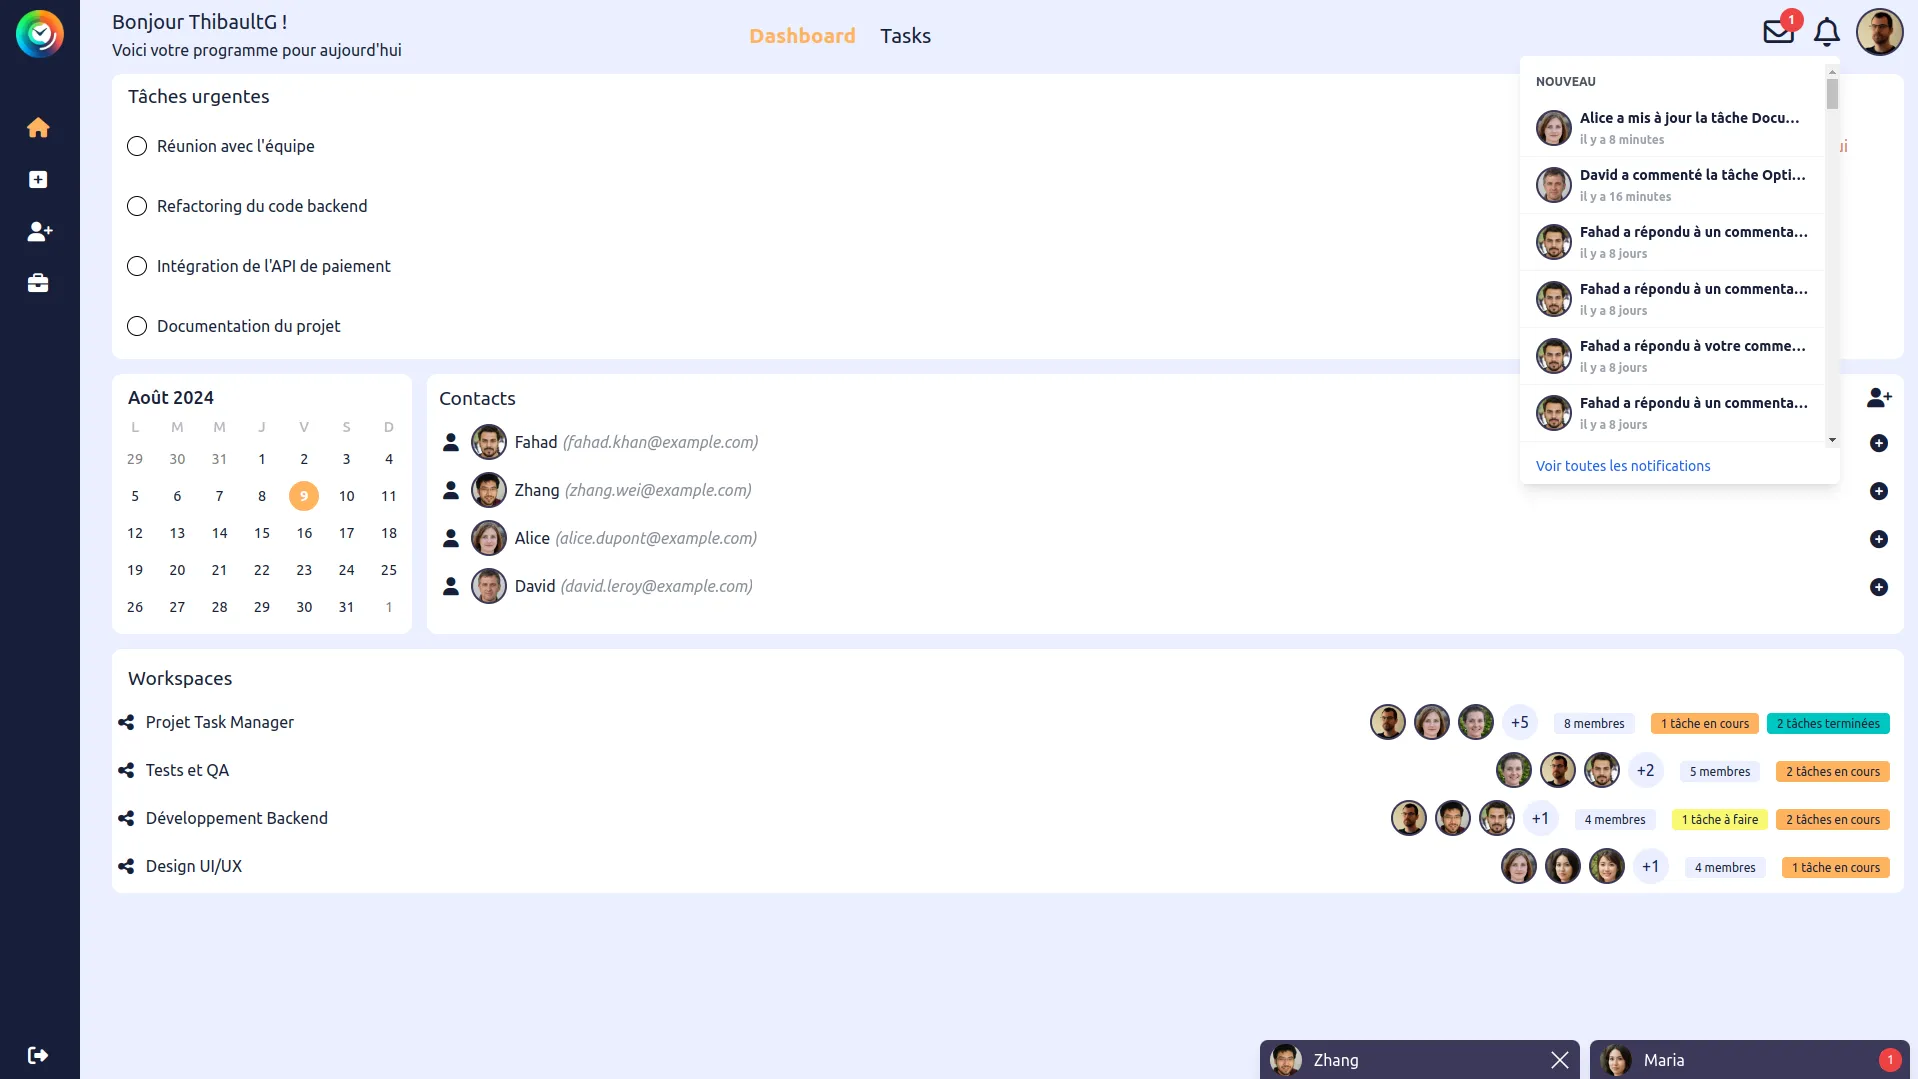 Bonjour ThibaultG !
Voici votre programme pour aujourd'hui
Dashboard
Tasks
1
Tâches urgentes
Réunion avec l'équipe
ui
Refactoring du code backend
Intégration de l'API de paiement
Documentation du projet
NOUVEAU
Alice a mis à jour la tâche Docu...
il y a 8 minutes
David a commenté la tâche Opti...
il y a 16 minutes
Fahad a répondu à un commenta...
il y a 8 jours
Fahad a répondu à un commenta...
il y a 8 jours
Fahad a répondu à votre comme...
il y a 8 jours
Fahad a répondu à un commenta...
il y a 8 jours
Voir toutes les notifications
Août 2024
L M M J V S D
29 30 31 1 2 3 4
5 6 7 8 9 10 11
12 13 14 15 16 17 18
19 20 21 22 23 24 25
26 27 28 29 30 31 1
Contacts
Fahad (fahad.khan@example.com)
Zhang (zhang.wei@example.com)
Alice (alice.dupont@example.com)
David (david.leroy@example.com)
Workspaces
Projet Task Manager +5 8 membres 1 tâche en cours 2 tâches terminées
Tests et QA +2 5 membres 2 tâches en cours
Développement Backend +1 4 membres 1 tâche à faire 2 tâches en cours
Design UI/UX +1 4 membres 1 tâche en cours
Zhang
Maria 1